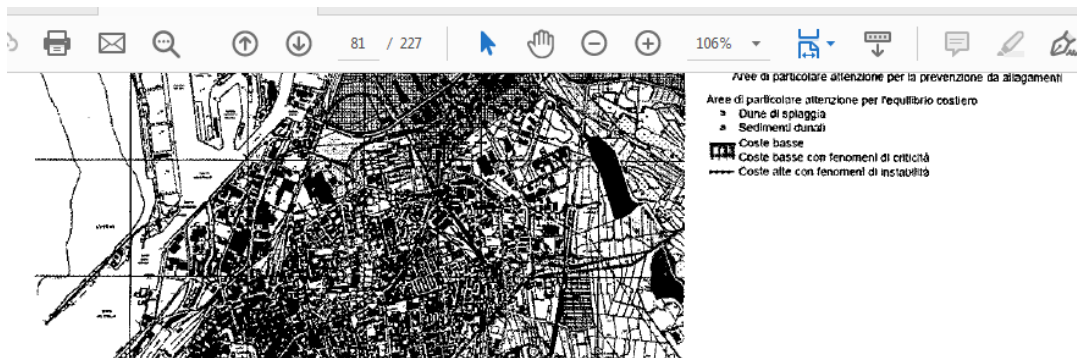 81 / 227
106%
Aree di particolare attenzione per la prevenzione da allagamenti
Aree di particolare attenzione per l'equilibrio costiero
Dune di spiaggia
Sedimenti dunali
Coste basse
Coste basse con fenomeni di criticità
Coste alte con fenomeni di instabilità